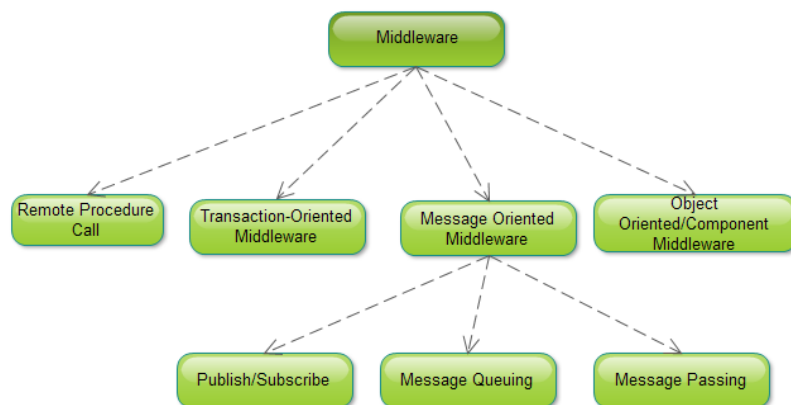 Middleware
Remote Procedure
Call
Transaction-Oriented
Middleware
Message Oriented
Middleware
Object
Oriented/Component
Middleware
Publish/Subscribe
Message Queuing
Message Passing